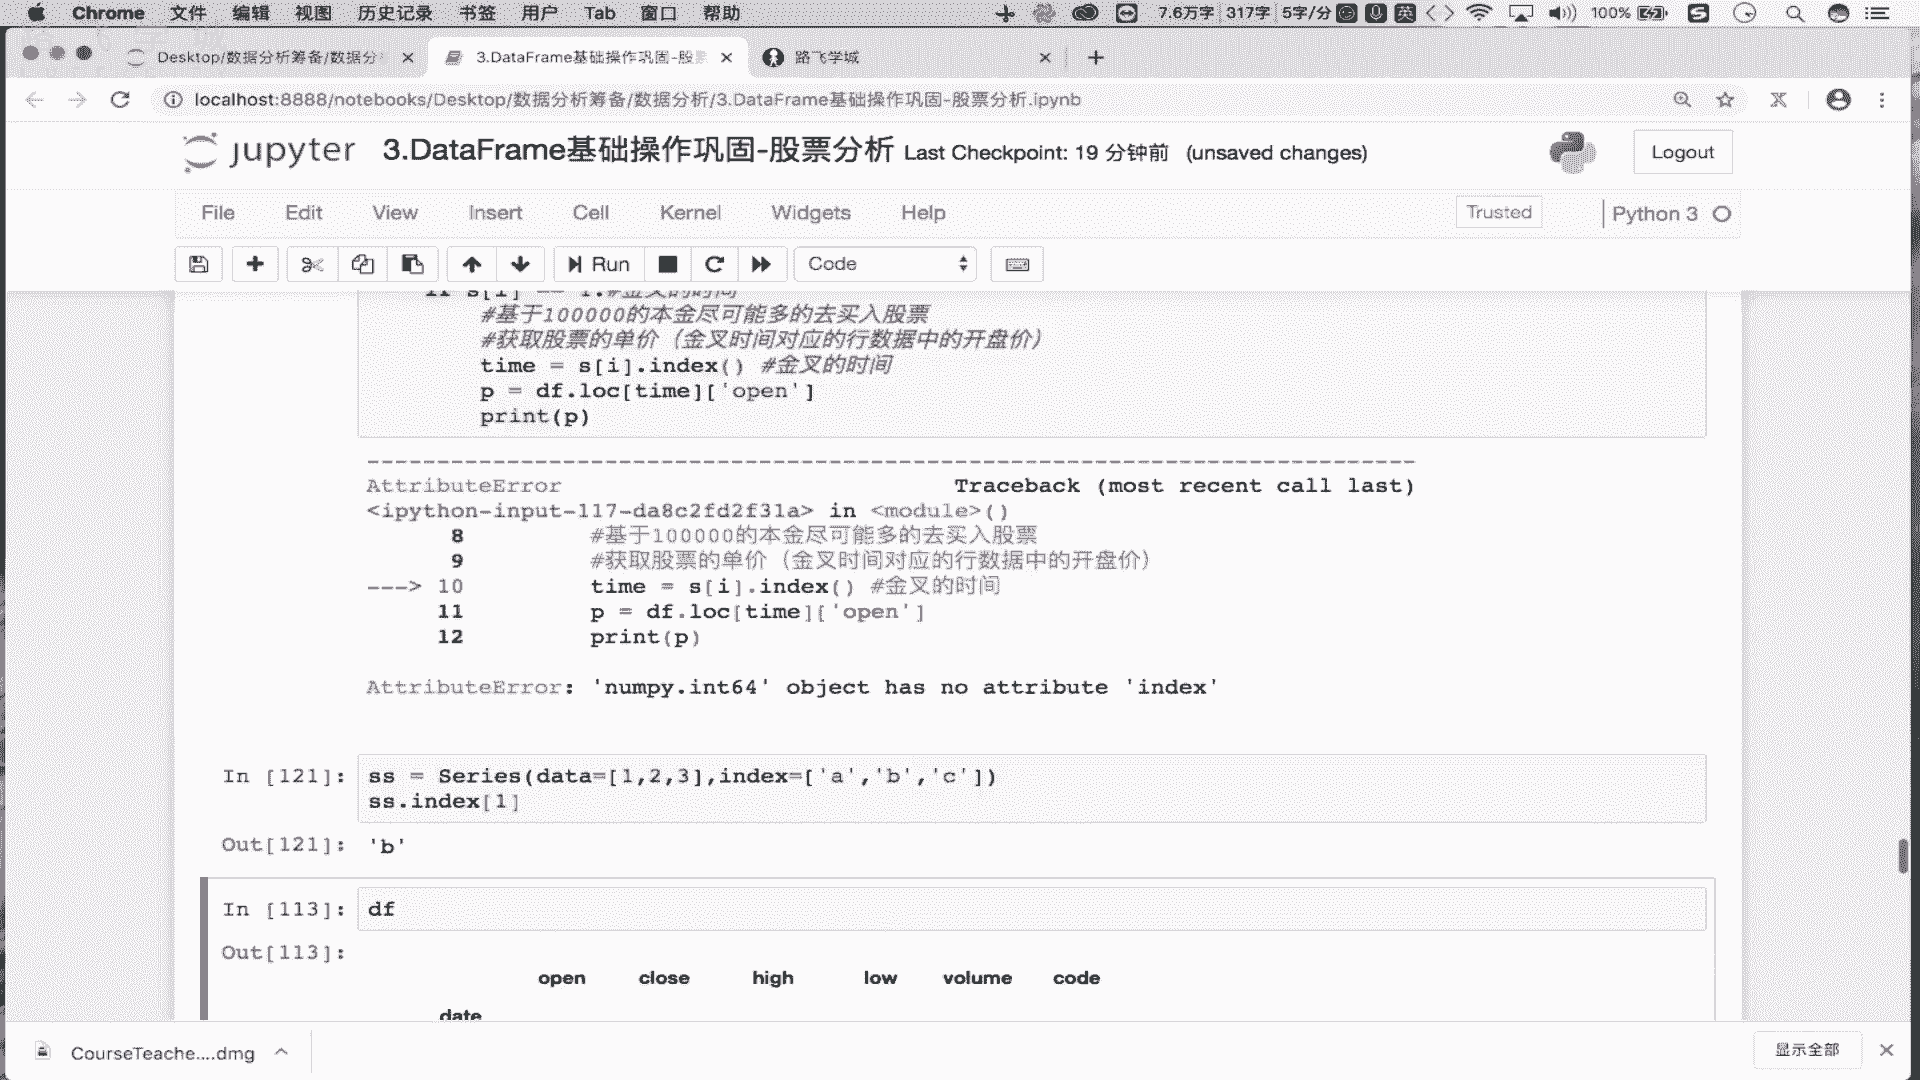 Chrome 文件 编辑 视图 历史记录 书签 用户 Tab 窗口 帮助 7.6万字 317字 5字/分 英 100%
Desktop/数据分析筹备/数据分 3.DataFrame基础操作巩固-股 路飞学城
localhost:8888/notebooks/Desktop/数据分析筹备/数据分析/3.DataFrame基础操作巩固-股票分析.ipynb
jupyter 3.DataFrame基础操作巩固-股票分析 Last Checkpoint: 19 分钟前 (unsaved changes) Logout
File Edit View Insert Cell Kernel Widgets Help Trusted Python 3
Run Code
#基于100000的本金尽可能多的去买入股票
#获取股票的单价（金叉时间对应的行数据中的开盘价）
time = s[i].index() #金叉的时间
p = df.loc[time]['open']
print(p)
---------------------------------------------------------------------------
AttributeError Traceback (most recent call last)
<ipython-input-117-da8c2fd2f31a> in <module>()
8 #基于100000的本金尽可能多的去买入股票
9 #获取股票的单价（金叉时间对应的行数据中的开盘价）
---> 10 time = s[i].index() #金叉的时间
11 p = df.loc[time]['open']
12 print(p)
AttributeError: 'numpy.int64' object has no attribute 'index'
In [121]: ss = Series(data=[1,2,3],index=['a','b','c'])
ss.index[1]
Out[121]: 'b'
In [113]: df
Out[113]:
open close high low volume code
date
CourseTeache....dmg 显示全部